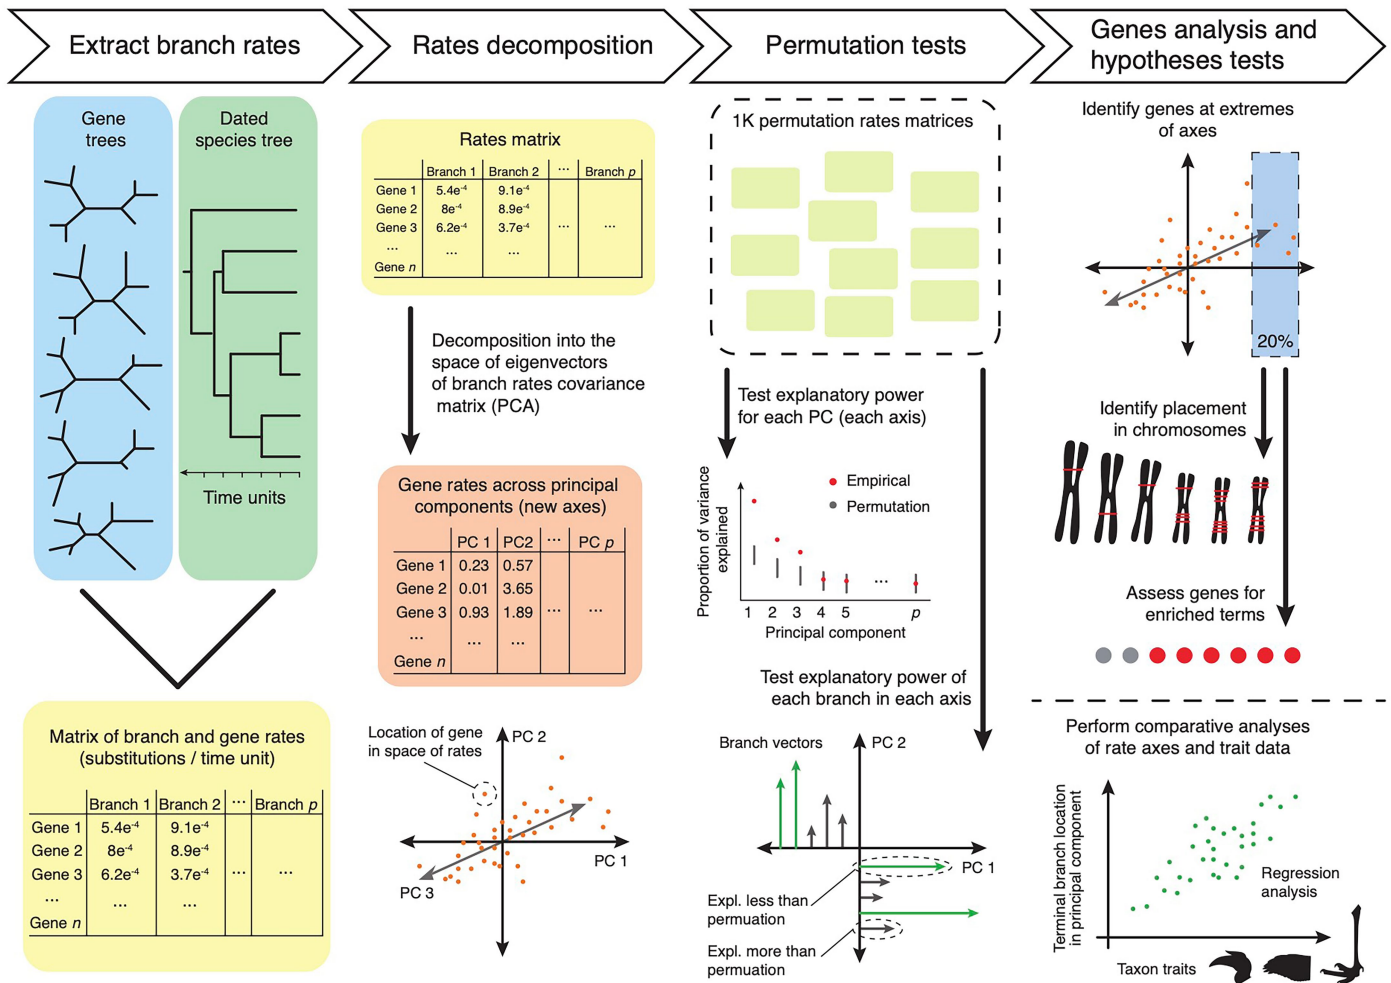 Extract branch rates
Rates decomposition
Permutation tests
Genes analysis and
hypotheses tests
Gene
trees
Dated
species tree
Time units
Matrix of branch and gene rates
(substitutions / time unit)
Branch 1 Branch 2 ... Branch p
Gene 1 5.4e-4 9.1e-4
Gene 2 8e-4 8.9e-4
Gene 3 6.2e-4 3.7e-4 ... ...
... ... ...
Gene n
Rates matrix
Branch 1 Branch 2 ... Branch p
Gene 1 5.4e-4 9.1e-4
Gene 2 8e-4 8.9e-4
Gene 3 6.2e-4 3.7e-4 ... ...
... ... ...
Gene n
Decomposition into the
space of eigenvectors
of branch rates covariance
matrix (PCA)
Gene rates across principal
components (new axes)
PC 1 PC2 ... PC p
Gene 1 0.23 0.57
Gene 2 0.01 3.65
Gene 3 0.93 1.89 ... ...
... ... ...
Gene n
Location of gene
in space of rates
PC 2
PC 1
PC 3
1K permutation rates matrices
Test explanatory power
for each PC (each axis)
Proportion of variance
explained
Empirical
Permutation
1 2 3 4 5 ... p
Principal component
Test explanatory power of
each branch in each axis
Branch vectors
PC 2
PC 1
Expl. less than
permuation
Expl. more than
permuation
Identify genes at extremes
of axes
20%
Identify placement
in chromosomes
Assess genes for
enriched terms
Perform comparative analyses
of rate axes and trait data
Terminal branch location
in principal component
Regression
analysis
Taxon traits